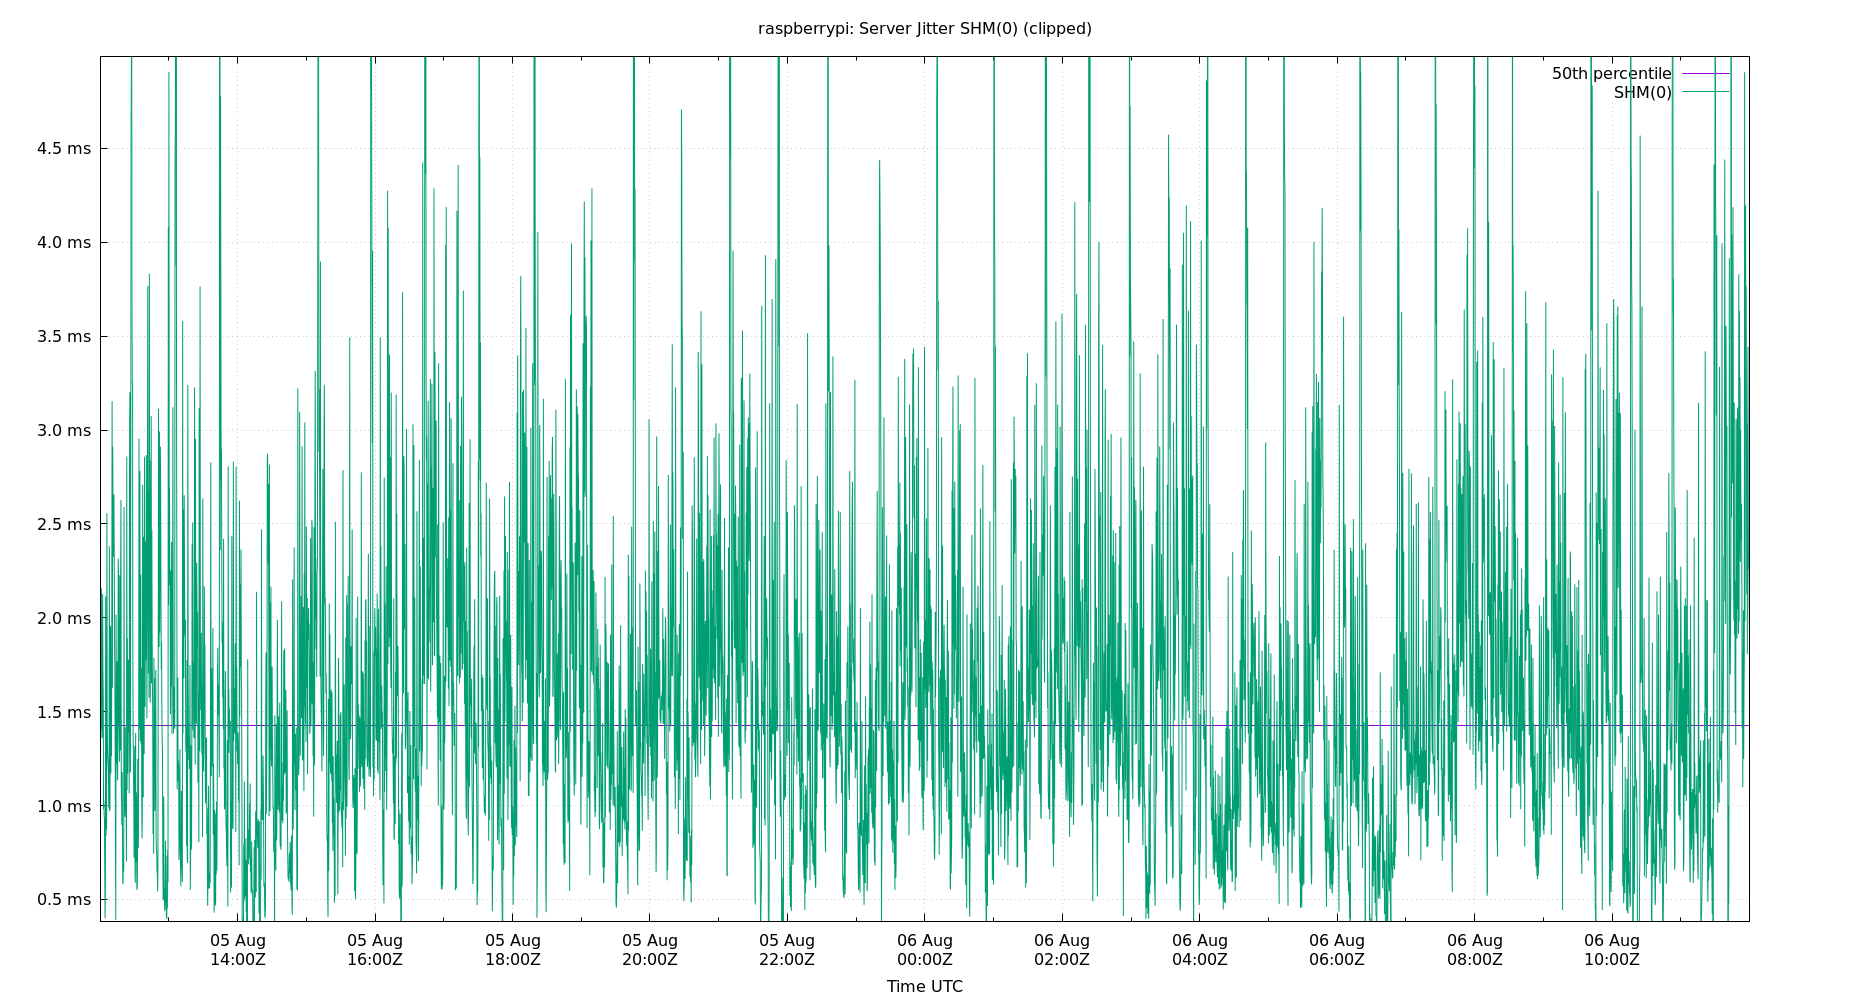 raspberrypi: Server Jitter SHM(0) (clipped)
50th percentile
SHM(0)
4.5 ms
4.0 ms
3.5 ms
3.0 ms
2.5 ms
2.0 ms
1.5 ms
1.0 ms
0.5 ms
05 Aug 05 Aug 05 Aug 05 Aug 05 Aug 06 Aug 06 Aug 06 Aug 06 Aug 06 Aug 06 Aug
14:00Z 16:00Z 18:00Z 20:00Z 22:00Z 00:00Z 02:00Z 04:00Z 06:00Z 08:00Z 10:00Z
Time UTC